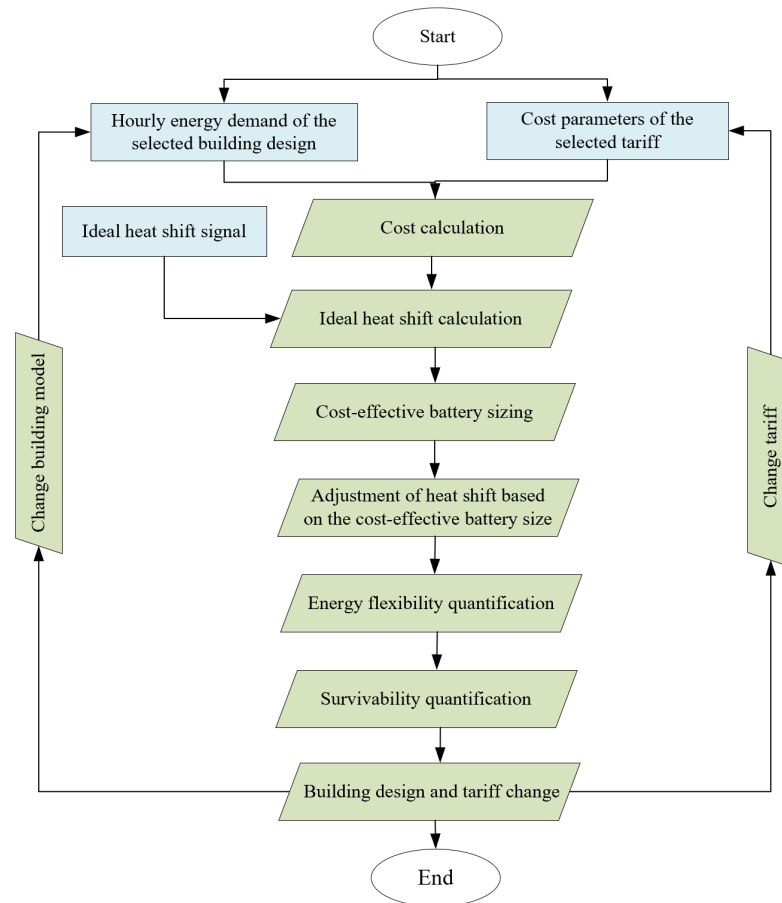 Start
Hourly energy demand of the
selected building design
Cost parameters of the
selected tariff
Ideal heat shift signal
Cost calculation
Ideal heat shift calculation
Change building model
Cost-effective battery sizing
Change tariff
Adjustment of heat shift based
on the cost-effective battery size
Energy flexibility quantification
Survivability quantification
Building design and tariff change
End